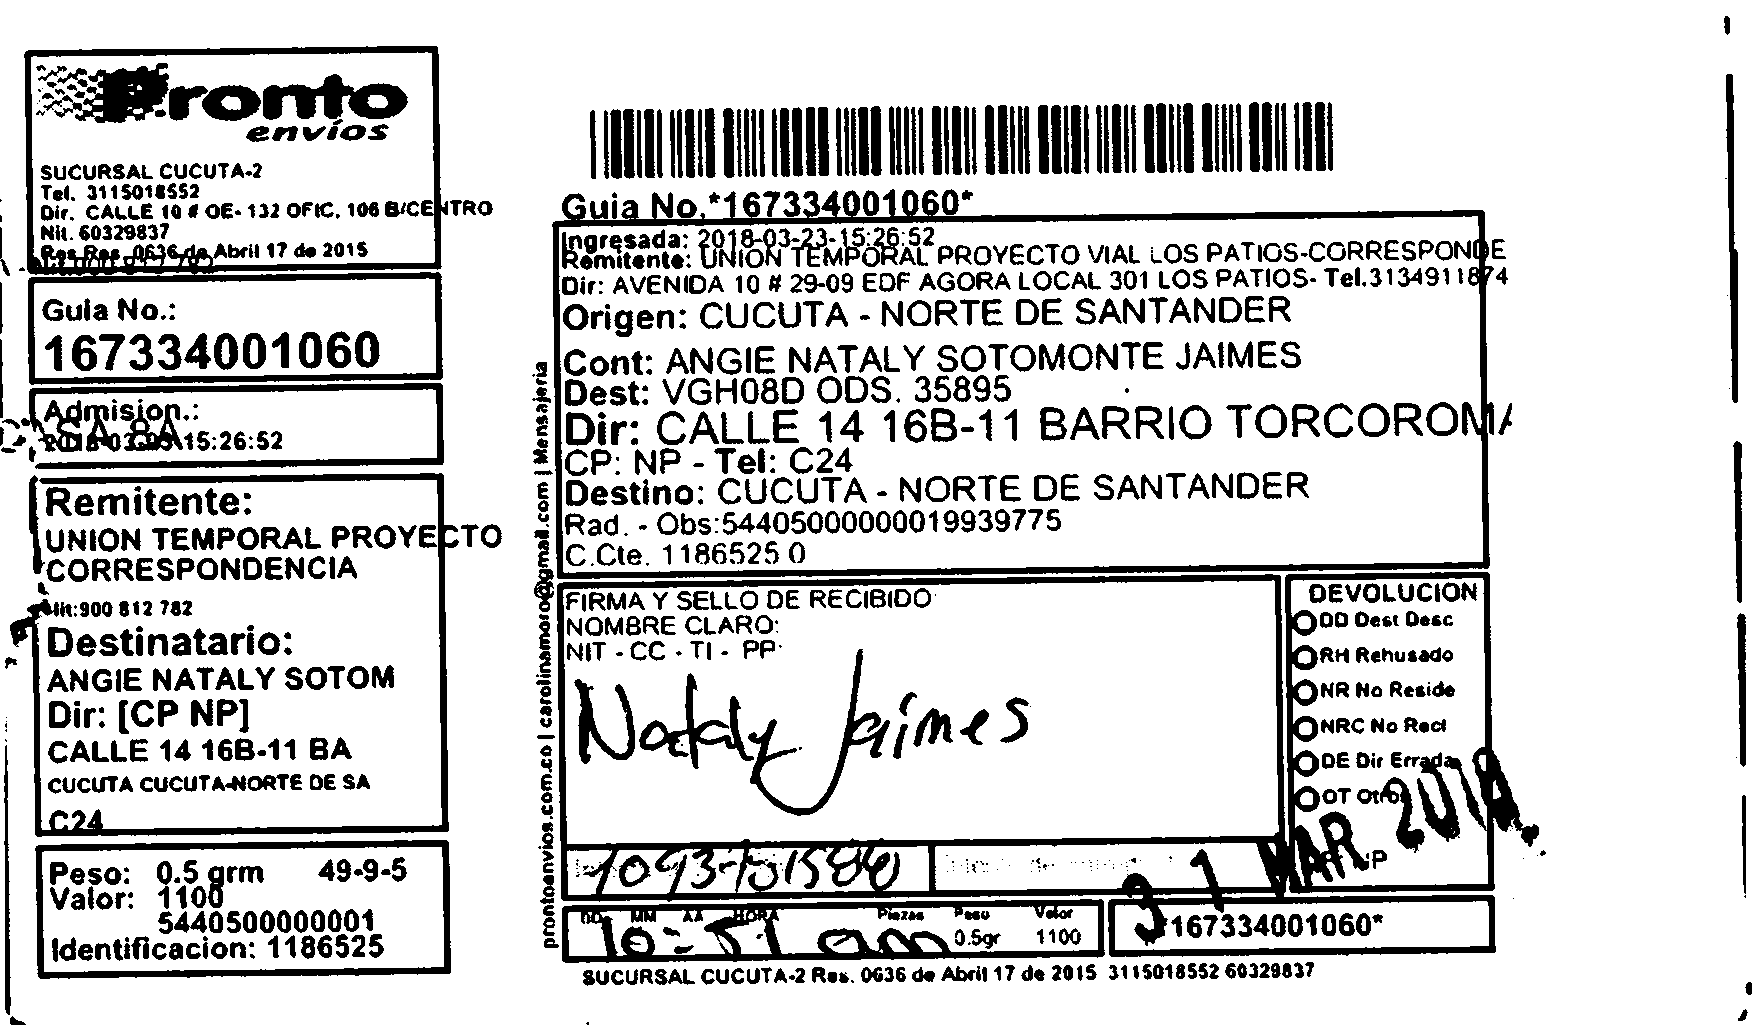 Pronto
envíos
SUCURSAL CUCUTA-2
Tel. 3115018552
Dir. CALLE 10 # OE- 132 OFIC. 106 B/CENTRO
Nit. 60329837
Res Res. 0636 de Abril 17 de 2015
Guia No.:
167334001060
Admision.:
15:26:52
Remitente:
UNION TEMPORAL PROYECTO
CORRESPONDENCIA
Nit:900 812 782
Destinatario:
ANGIE NATALY SOTOM
Dir: [CP NP]
CALLE 14 16B-11 BA
CUCUTA CUCUTA-NORTE DE SA
C24
Peso: 0.5 grm 49-9-5
Valor: 1100
5440500000001
Identificacion: 1186525
prontoenvios.com.co | carolinamoro@gmail.com | Mensajeria
Guia No.*167334001060*
Ingresada: 2018-03-23-15:26:52
Remitente: UNION TEMPORAL PROYECTO VIAL LOS PATIOS-CORRESPONDE
Dir: AVENIDA 10 # 29-09 EDF AGORA LOCAL 301 LOS PATIOS- Tel.3134911874
Origen: CUCUTA - NORTE DE SANTANDER
Cont: ANGIE NATALY SOTOMONTE JAIMES
Dest: VGH08D ODS. 35895
Dir: CALLE 14 16B-11 BARRIO TORCOROMA
CP: NP - Tel: C24
Destino: CUCUTA - NORTE DE SANTANDER
Rad. - Obs:54405000000019939775
C.Cte. 1186525 0
FIRMA Y SELLO DE RECIBIDO
NOMBRE CLARO:
NIT - CC - TI - PP
Nataly Jaimes
DEVOLUCION
DD Dest Desc
RH Rehusado
NR No Reside
NRC No Recl
DE Dir Errada
OT Otros
31 MAR 2018
DD MM AA HORA Piezas Peso Valor
10:51 am 0.5gr 1100
*167334001060*
SUCURSAL CUCUTA-2 Res. 0636 de Abril 17 de 2015 3115018552 60329837